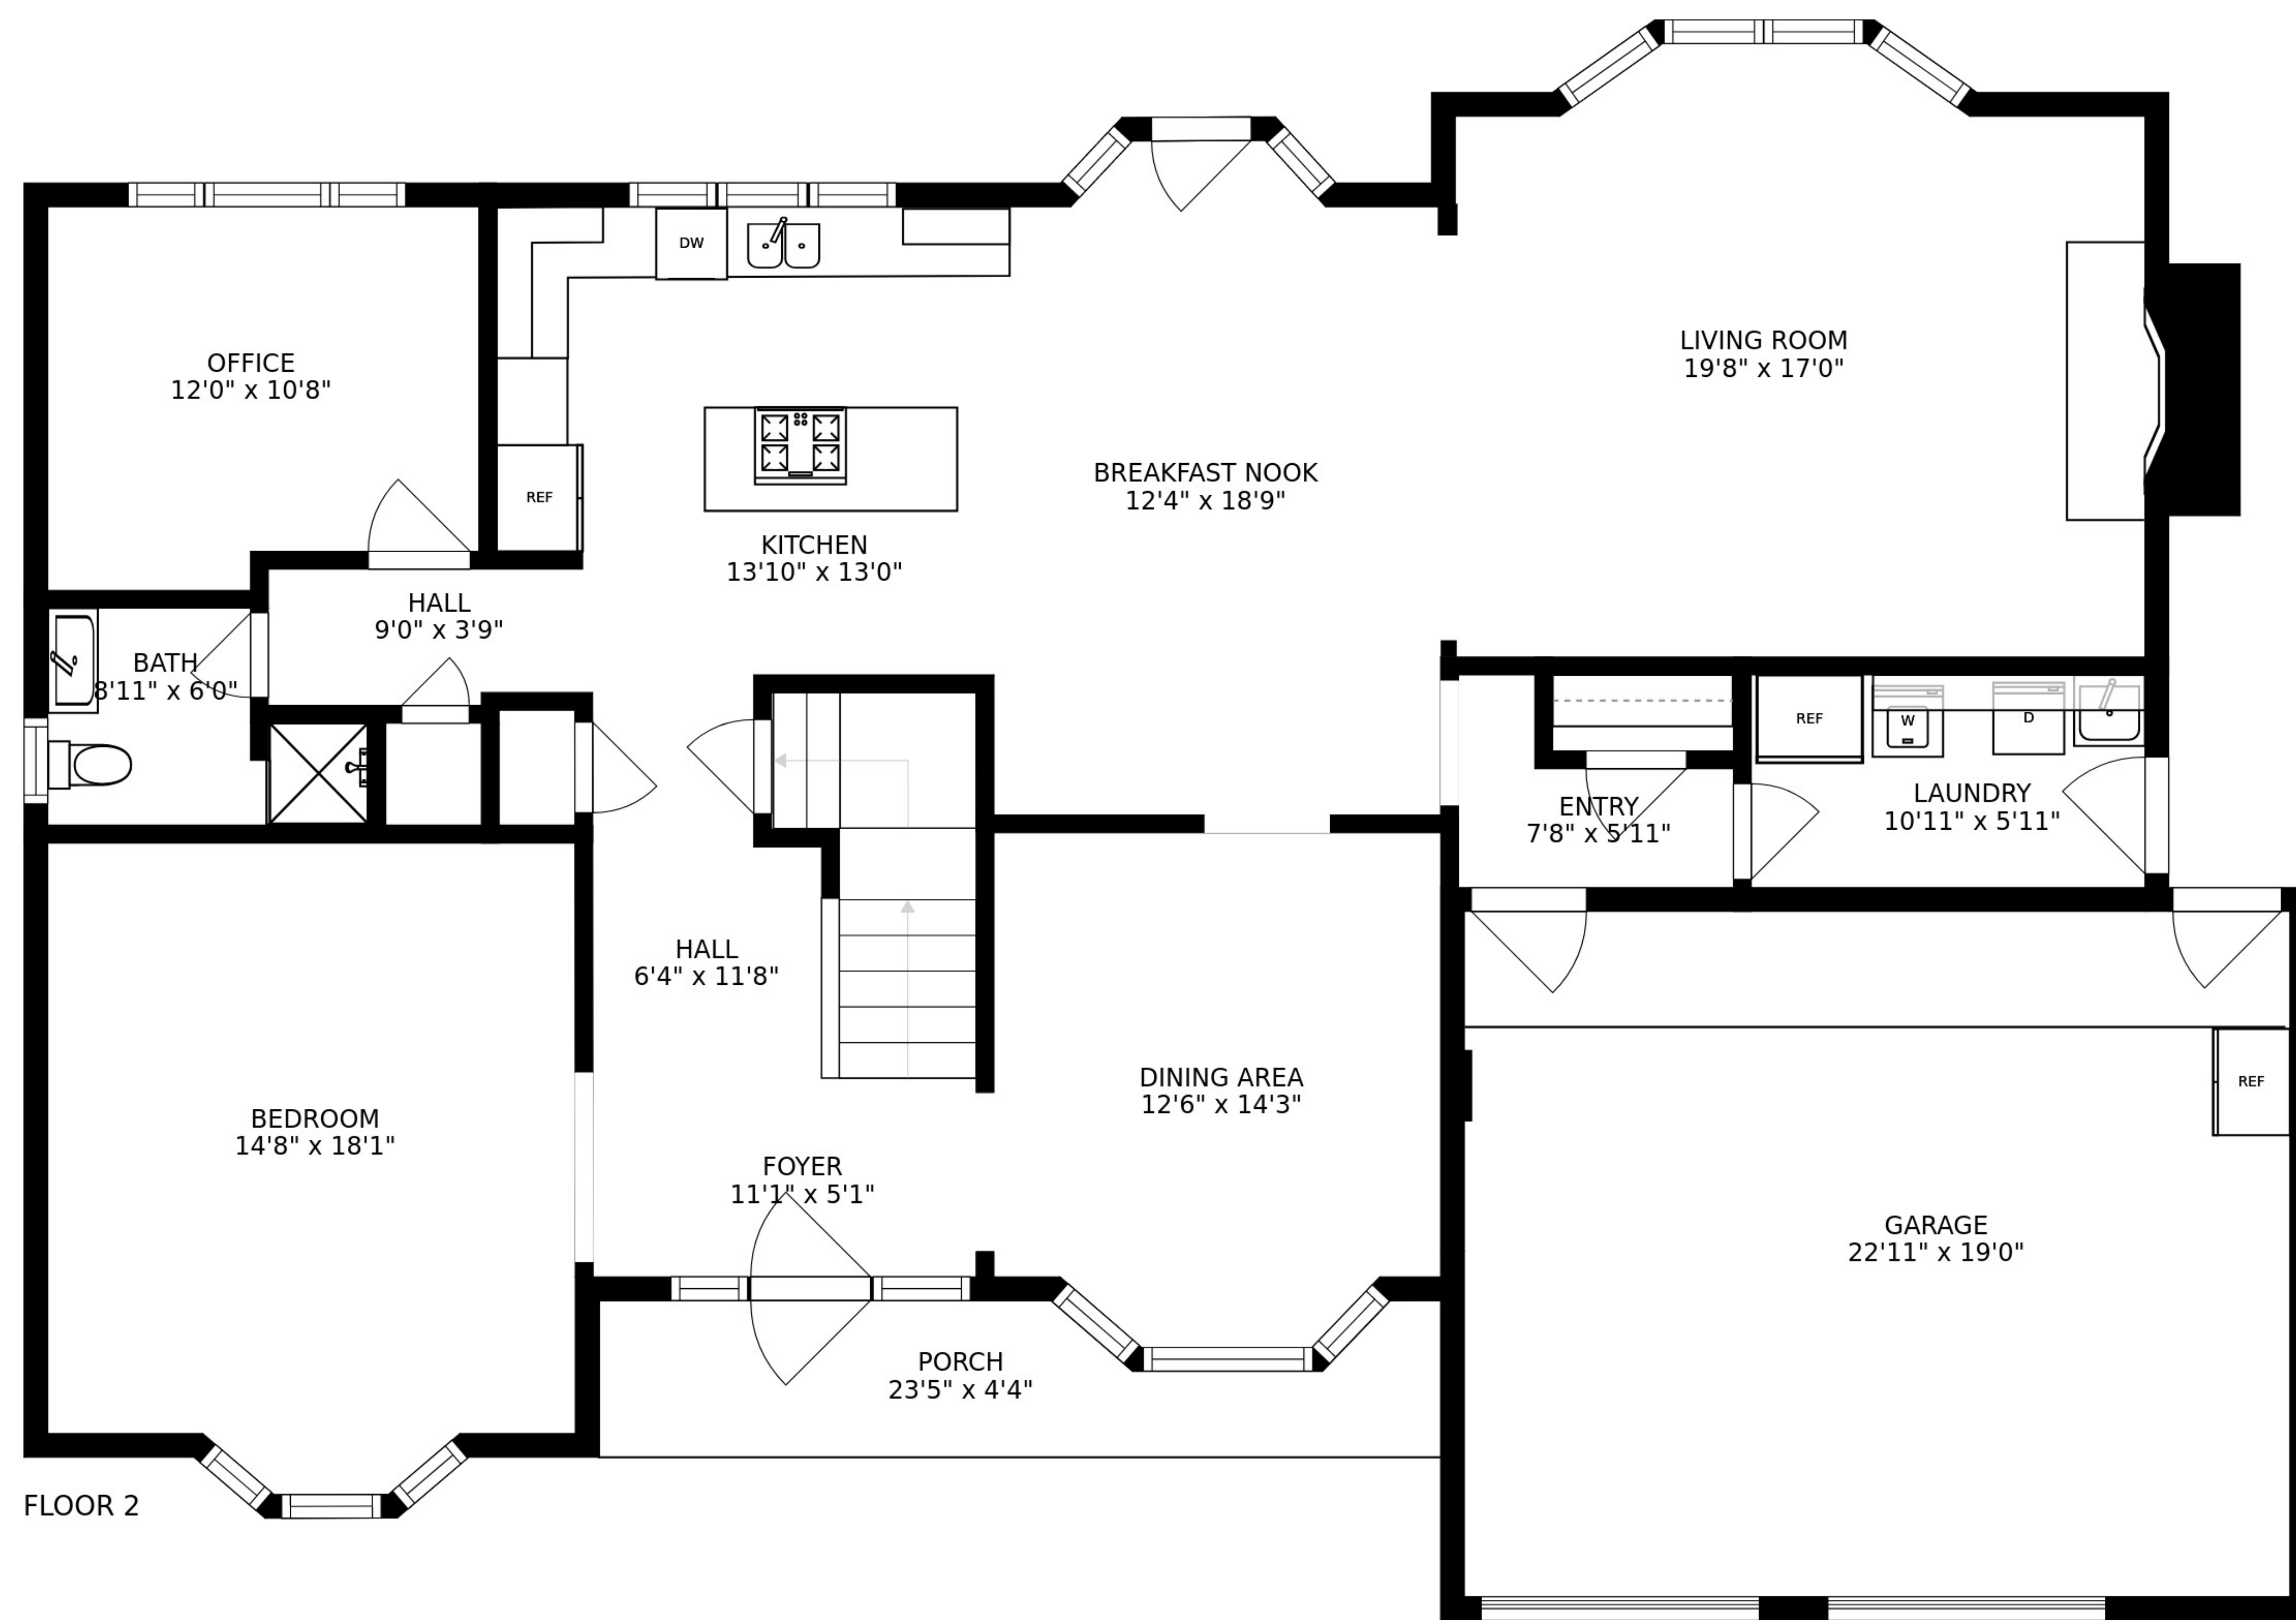 DW
LIVING ROOM
19'8" x 17'0"
OFFICE
12'0" x 10'8"
BREAKFAST NOOK
12'4" x 18'9"
REF
KITCHEN
13'10" x 13'0"
HALL
9'0" x 3'9"
BATH
8'11" x 6'0"
REF
W
D
ENTRY
7'8" x 5'11"
LAUNDRY
10'11" x 5'11"
HALL
6'4" x 11'8"
DINING AREA
12'6" x 14'3"
REF
BEDROOM
14'8" x 18'1"
FOYER
11'1" x 5'1"
GARAGE
22'11" x 19'0"
PORCH
23'5" x 4'4"
FLOOR 2